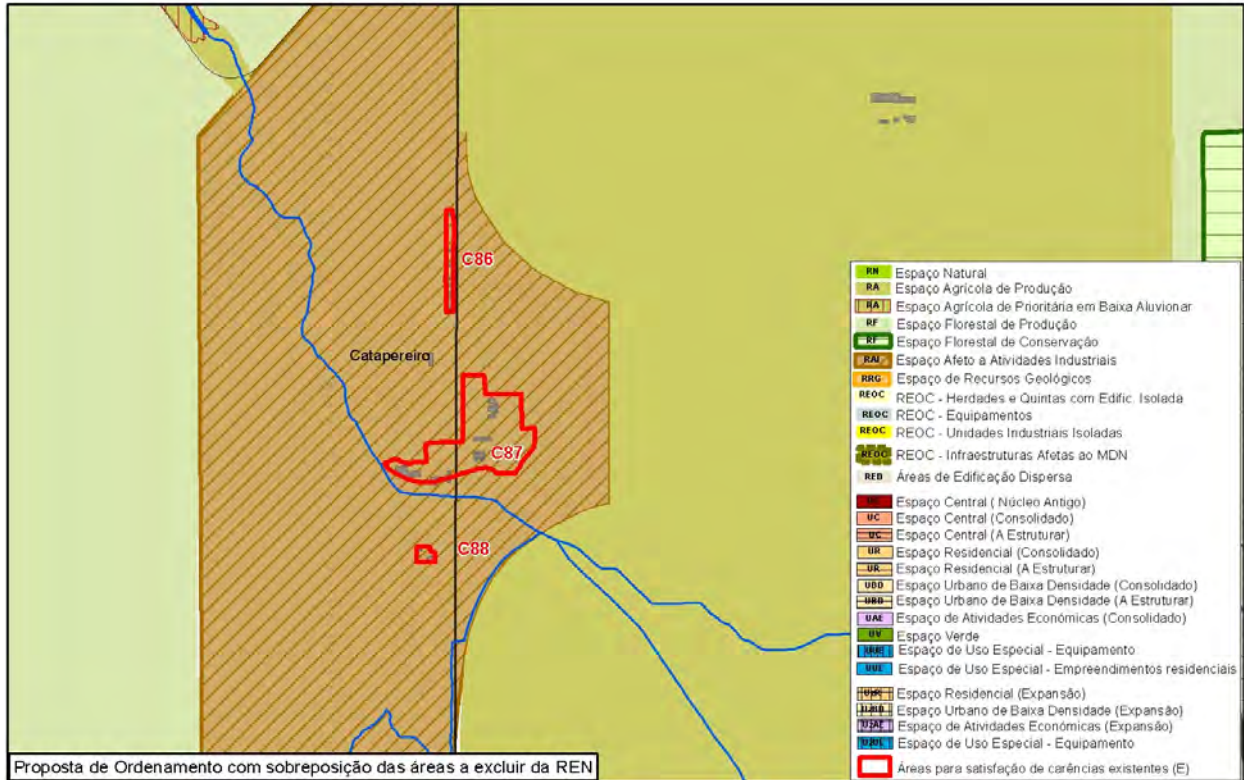 C86
Catapereiro
C87
C88
RN Espaço Natural
RA Espaço Agrícola de Produção
RA Espaço Agrícola de Prioritária em Baixa Aluvionar
RF Espaço Florestal de Produção
RF Espaço Florestal de Conservação
RAI Espaço Afeto a Atividades Industriais
RRG Espaço de Recursos Geológicos
REOC REOC - Herdades e Quintas com Edific. Isolada
REOC REOC - Equipamentos
REOC REOC - Unidades Industriais Isoladas
REOC REOC - Infraestruturas Afetas ao MDN
RED Áreas de Edificação Dispersa
Espaço Central ( Núcleo Antigo)
UC Espaço Central (Consolidado)
UC Espaço Central (A Estruturar)
UR Espaço Residencial (Consolidado)
UR Espaço Residencial (A Estruturar)
UBD Espaço Urbano de Baixa Densidade (Consolidado)
UBD Espaço Urbano de Baixa Densidade (A Estruturar)
UAE Espaço de Atividades Económicas (Consolidado)
UV Espaço Verde
Espaço de Uso Especial - Equipamento
UUE Espaço de Uso Especial - Empreendimentos residenciais
Espaço Residencial (Expansão)
Espaço Urbano de Baixa Densidade (Expansão)
Espaço de Atividades Económicas (Expansão)
Espaço de Uso Especial - Equipamento
Áreas para satisfação de carências existentes (E)
Proposta de Ordenamento com sobreposição das áreas a excluir da REN